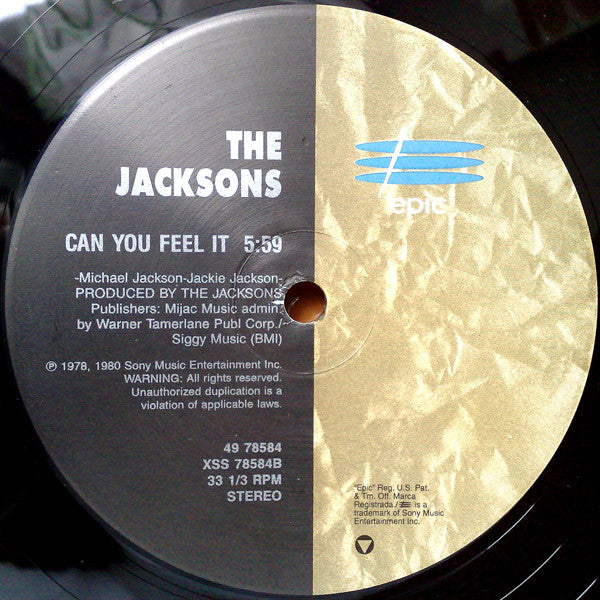 THE
JACKSONS
CAN YOU FEEL IT 5:59
-Michael Jackson-Jackie Jackson-
PRODUCED BY THE JACKSONS
Publishers: Mijac Music admin.
by Warner Tamerlane Publ Corp./
Siggy Music (BMI)
℗ 1978, 1980 Sony Music Entertainment Inc.
WARNING: All rights reserved.
Unauthorized duplication is a
violation of applicable laws.
49 78584
XSS 78584B
33 1/3 RPM
STEREO
epic
"Epic" Reg. U.S. Pat.
& Tm. Off. Marca
Registrada./ is a
trademark of Sony Music
Entertainment Inc.